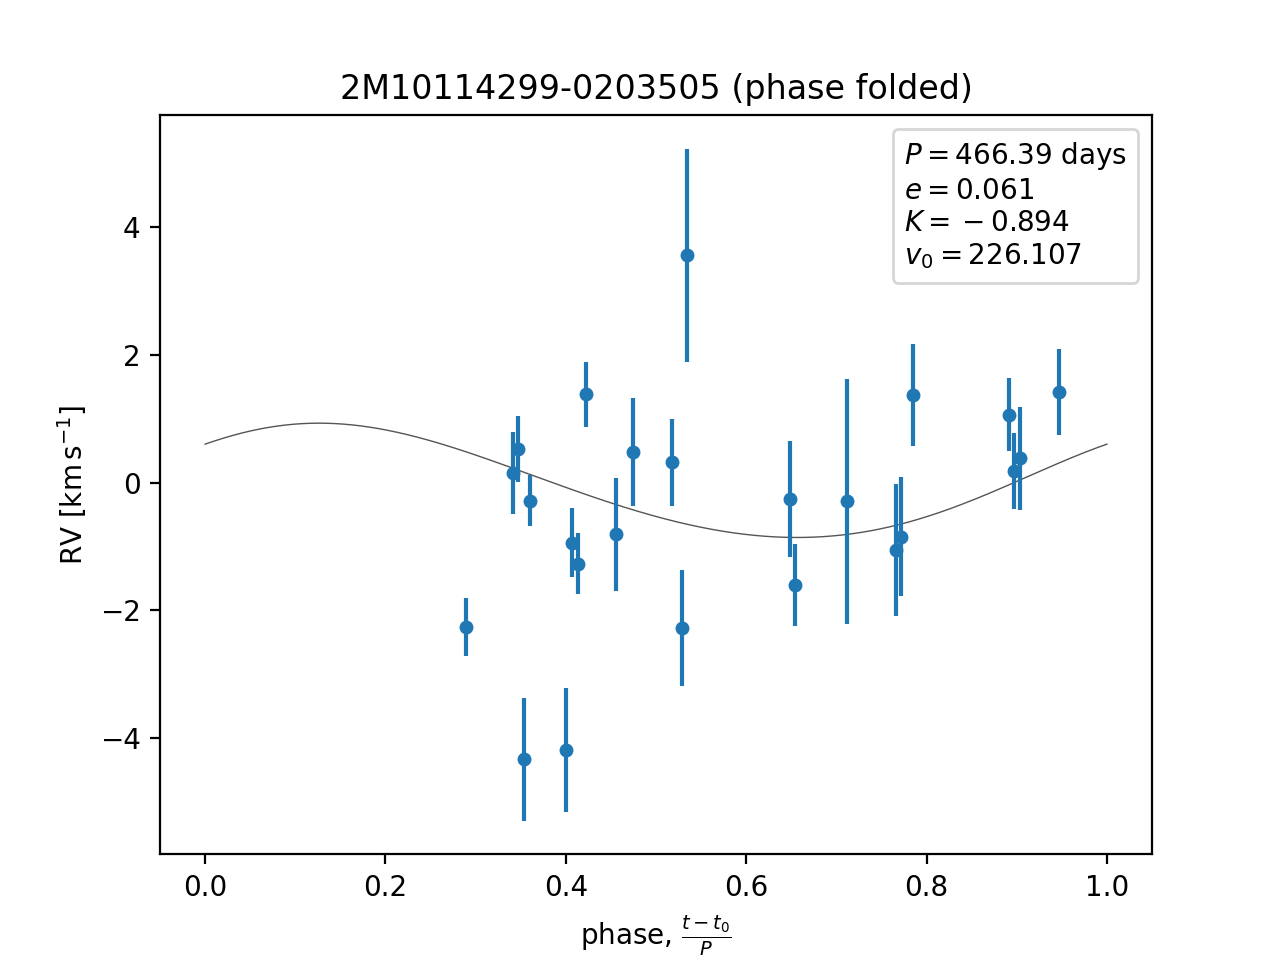 2M10114299-0203505 (phase folded)
P = 466.39 days
e = 0.061
K = −0.894
v₀ = 226.107
RV [km s⁻¹]
4
2
0
−2
−4
0.0 0.2 0.4 0.6 0.8 1.0
phase, (t − t₀)/P